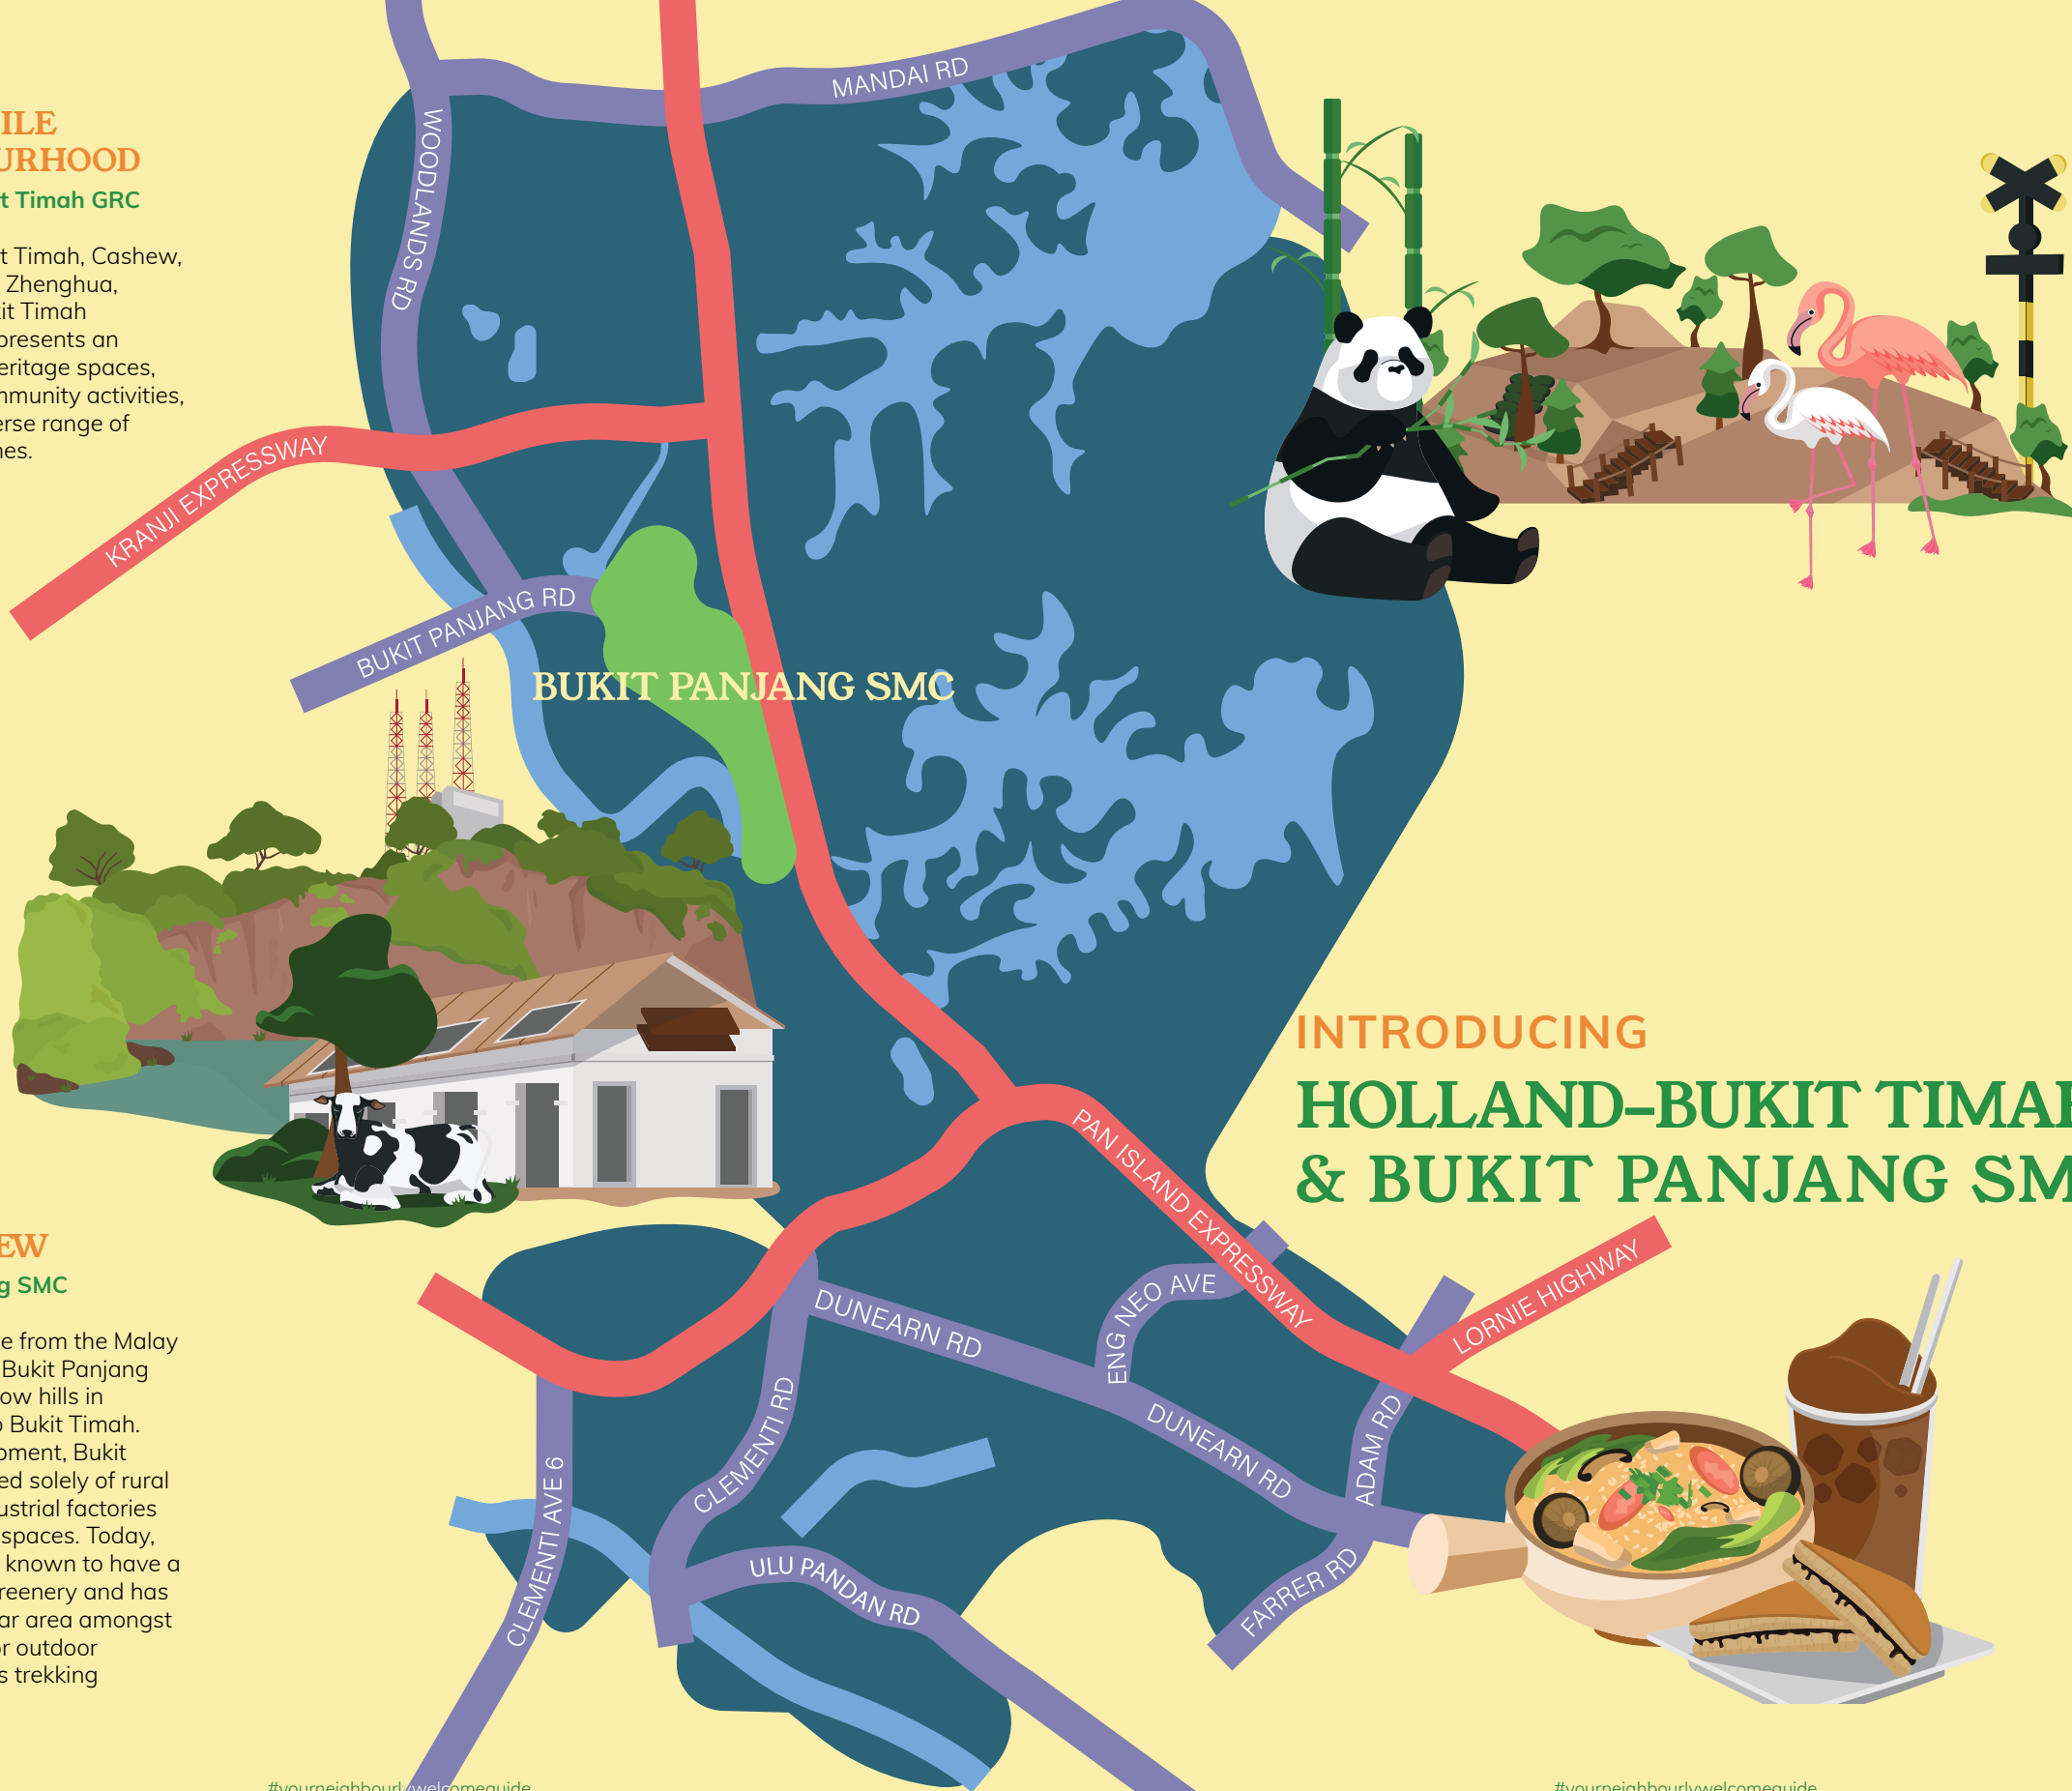 ILE
URHOOD
t Timah GRC
t Timah, Cashew,
Zhenghua,
it Timah
presents an
eritage spaces,
mmunity activities,
erse range of
nes.
MANDAI RD
WOODLANDS RD
KRANJI EXPRESSWAY
BUKIT PANJANG RD
BUKIT PANJANG SMC
INTRODUCING
HOLLAND–BUKIT TIMAH
& BUKIT PANJANG SM
PAN ISLAND EXPRESSWAY
LORNIE HIGHWAY
ENG NEO AVE
DUNEARN RD
DUNEARN RD
ADAM RD
FARRER RD
CLEMENTI RD
CLEMENTI AVE 6
ULU PANDAN RD
EW
g SMC
e from the Malay
Bukit Panjang
ow hills in
o Bukit Timah.
pment, Bukit
ed solely of rural
ustrial factories
spaces. Today,
known to have a
reenery and has
ar area amongst
or outdoor
s trekking
#yourneighbourlywelcomeguide
#yourneighbourlywelcomeguide